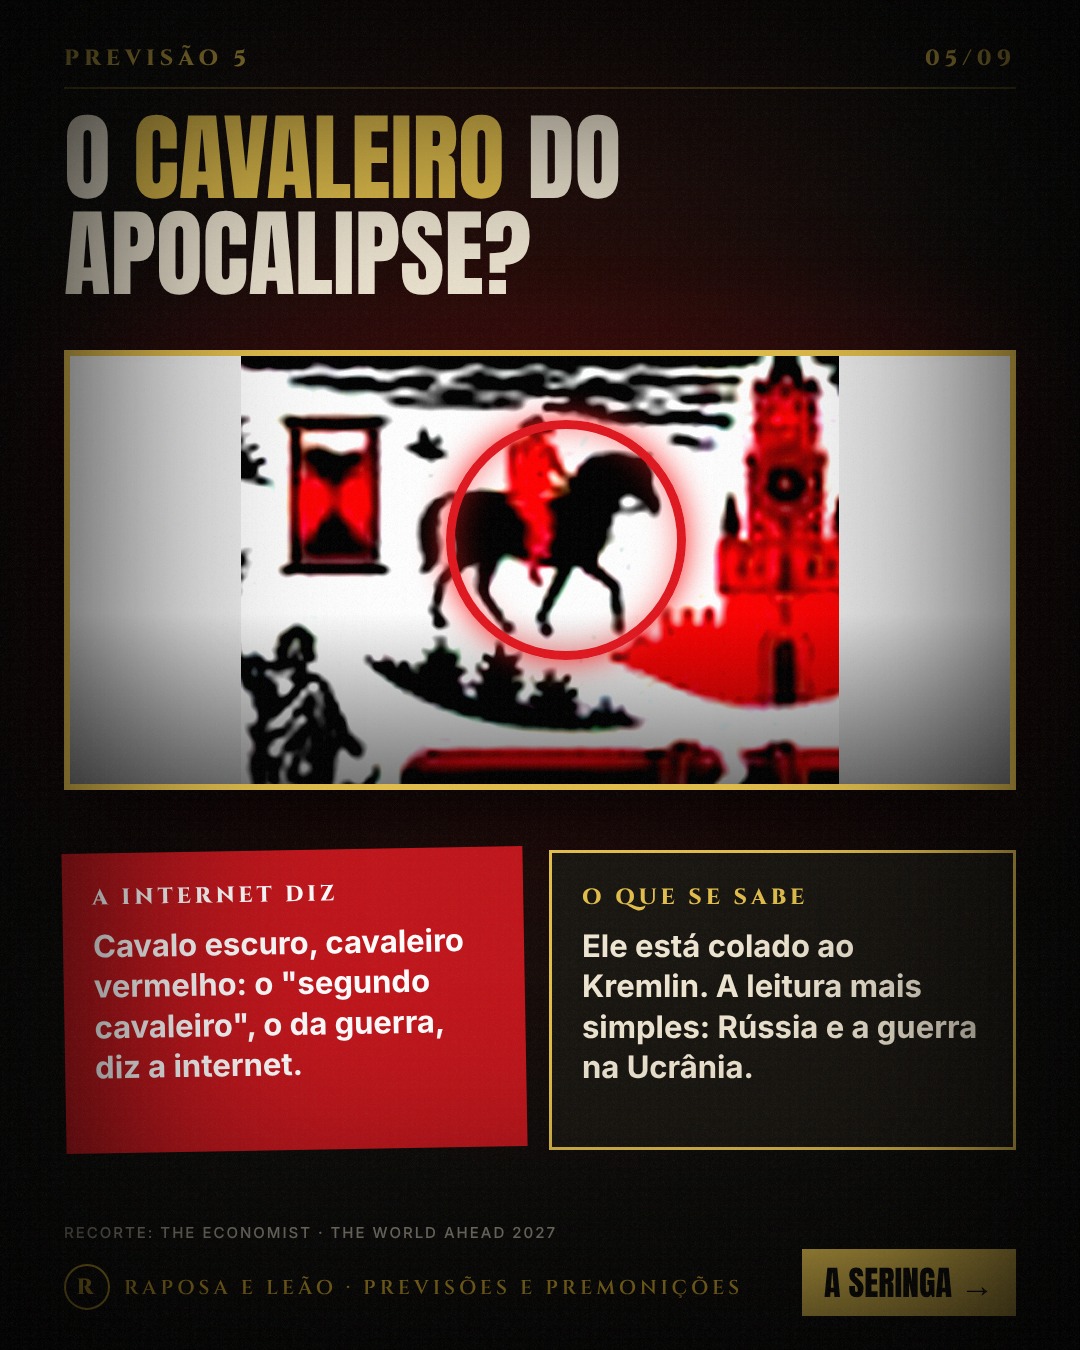 PREVISÃO 5
05/09
O CAVALEIRO DO
APOCALIPSE?
A INTERNET DIZ
Cavalo escuro, cavaleiro
vermelho: o "segundo
cavaleiro", o da guerra,
diz a internet.
O QUE SE SABE
Ele está colado ao
Kremlin. A leitura mais
simples: Rússia e a guerra
na Ucrânia.
RECORTE: THE ECONOMIST · THE WORLD AHEAD 2027
R RAPOSA E LEÃO · PREVISÕES E PREMONIÇÕES
A SERINGA →